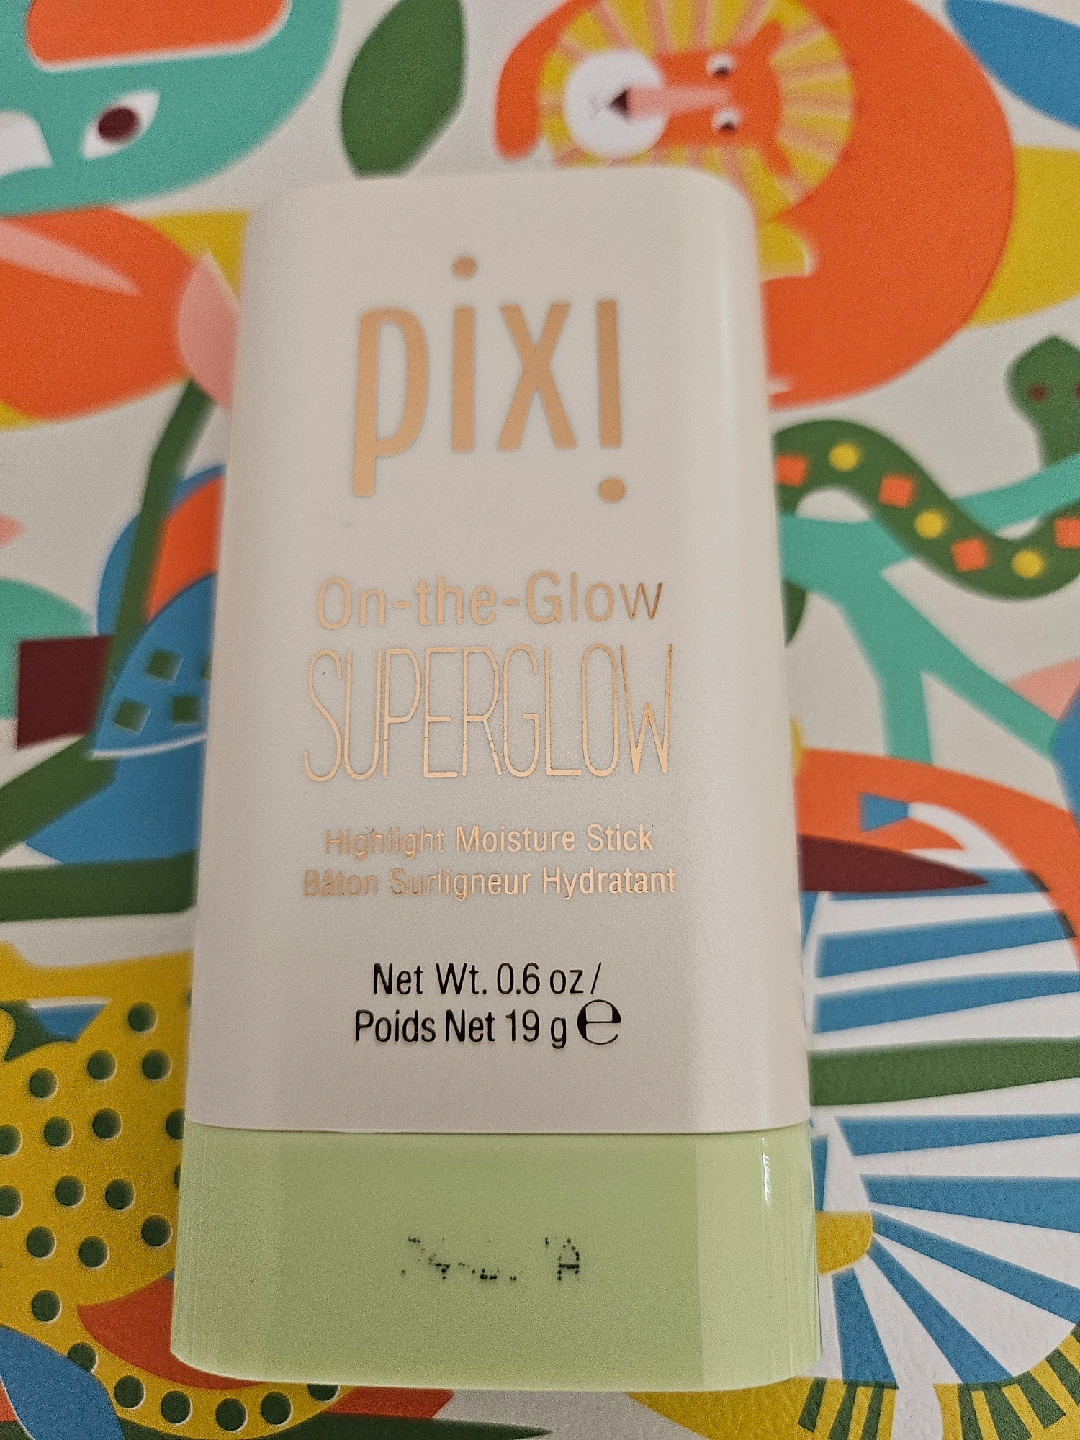 pixi
On-the-Glow
SUPERGLOW
Highlight Moisture Stick
Bâton Surligneur Hydratant
Net Wt. 0.6 oz /
Poids Net 19 g ℮